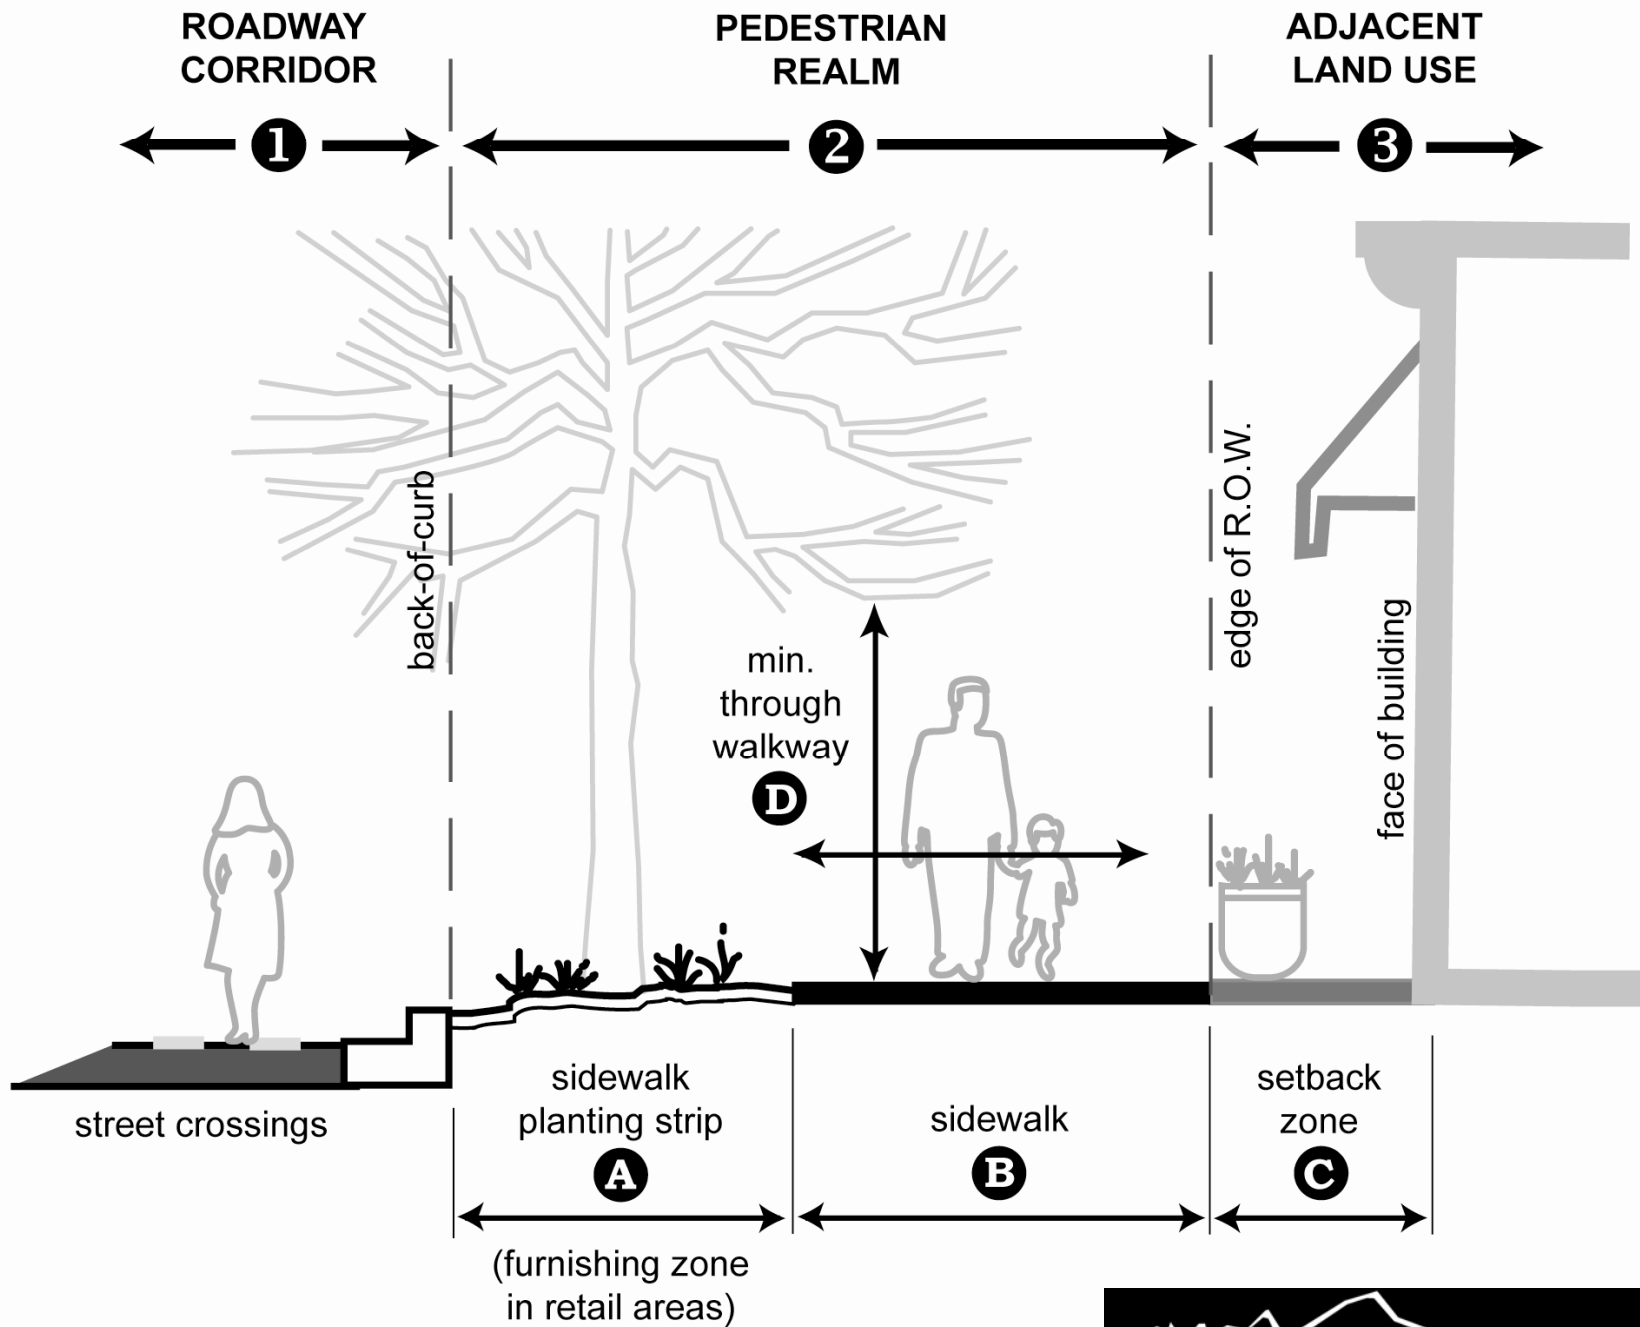 ROADWAY
CORRIDOR
PEDESTRIAN
REALM
ADJACENT
LAND USE
1
2
3
back-of-curb
edge of R.O.W.
face of building
min.
through
walkway
D
street crossings
sidewalk
planting strip
A
(furnishing zone
in retail areas)
sidewalk
B
setback
zone
C